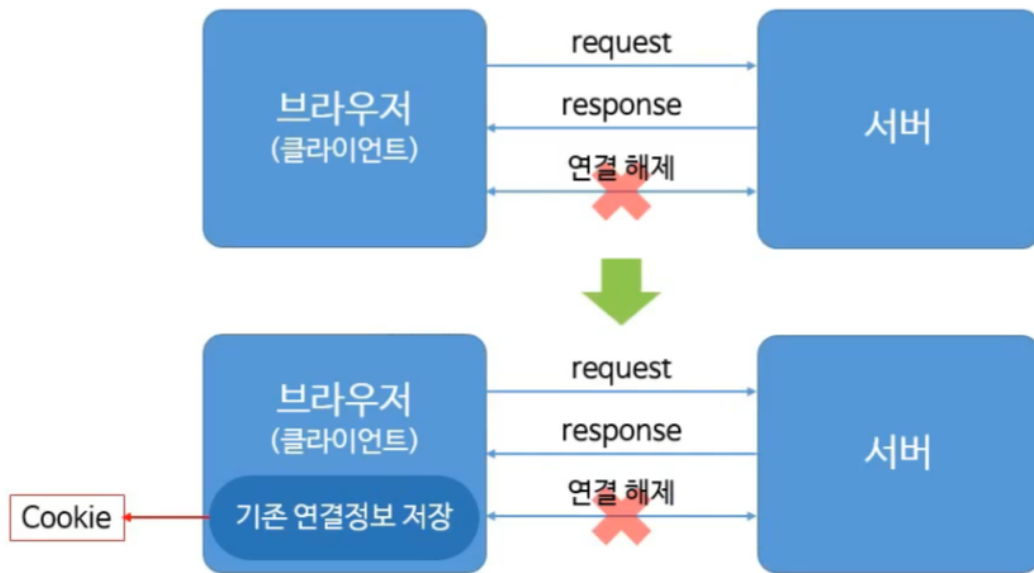 브라우저
(클라이언트)
request
response
연결 해제
서버
브라우저
(클라이언트)
기존 연결정보 저장
Cookie
request
response
연결 해제
서버